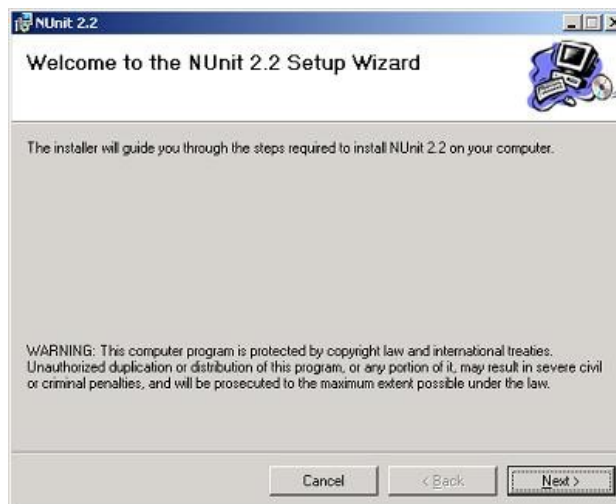 NUnit 2.2
Welcome to the NUnit 2.2 Setup Wizard
The installer will guide you through the steps required to install NUnit 2.2 on your computer.
WARNING: This computer program is protected by copyright law and international treaties.
Unauthorized duplication or distribution of this program, or any portion of it, may result in severe civil
or criminal penalties, and will be prosecuted to the maximum extent possible under the law.
Cancel < Back Next >